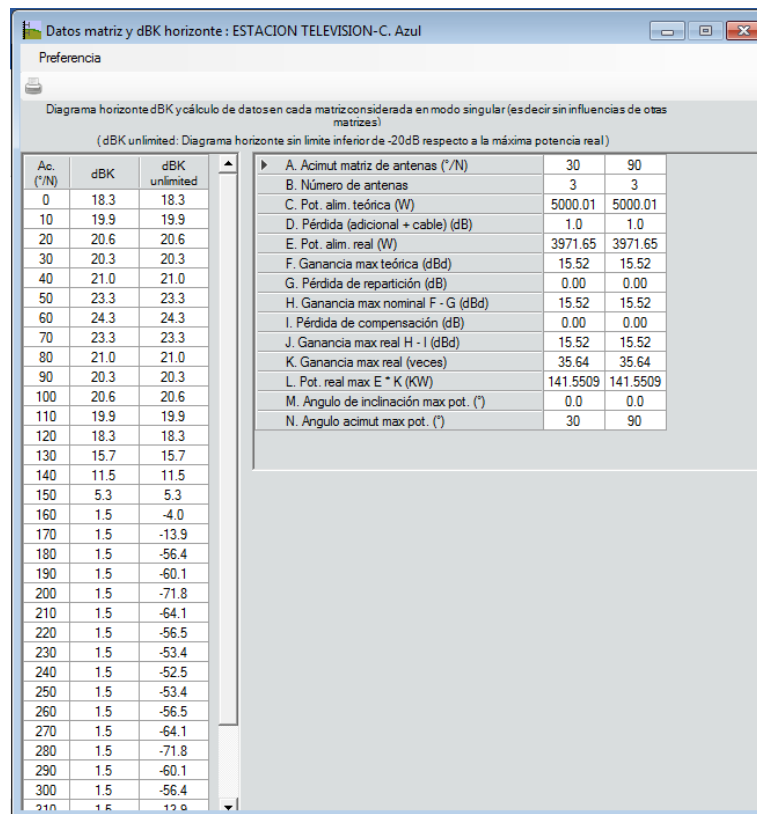 Datos matriz y dBK horizonte : ESTACION TELEVISION-C. Azul
Preferencia
Diagrama horizonte dBK y cálculo de datos en cada matriz considerada en modo singular (es decir sin influencias de otras
matrices)
( dBK unlimited: Diagrama horizonte sin limite inferior de -20dB respecto a la máxima potencia real )
Ac. (°/N) dBK dBK unlimited
0 18.3 18.3
10 19.9 19.9
20 20.6 20.6
30 20.3 20.3
40 21.0 21.0
50 23.3 23.3
60 24.3 24.3
70 23.3 23.3
80 21.0 21.0
90 20.3 20.3
100 20.6 20.6
110 19.9 19.9
120 18.3 18.3
130 15.7 15.7
140 11.5 11.5
150 5.3 5.3
160 1.5 -4.0
170 1.5 -13.9
180 1.5 -56.4
190 1.5 -60.1
200 1.5 -71.8
210 1.5 -64.1
220 1.5 -56.5
230 1.5 -53.4
240 1.5 -52.5
250 1.5 -53.4
260 1.5 -56.5
270 1.5 -64.1
280 1.5 -71.8
290 1.5 -60.1
300 1.5 -56.4
310 1.5 -13.9
A. Acimut matriz de antenas (°/N) 30 90
B. Número de antenas 3 3
C. Pot. alim. teórica (W) 5000.01 5000.01
D. Pérdida (adicional + cable) (dB) 1.0 1.0
E. Pot. alim. real (W) 3971.65 3971.65
F. Ganancia max teórica (dBd) 15.52 15.52
G. Pérdida de repartición (dB) 0.00 0.00
H. Ganancia max nominal F - G (dBd) 15.52 15.52
I. Pérdida de compensación (dB) 0.00 0.00
J. Ganancia max real H - I (dBd) 15.52 15.52
K. Ganancia max real (veces) 35.64 35.64
L. Pot. real max E * K (KW) 141.5509 141.5509
M. Angulo de inclinación max pot. (°) 0.0 0.0
N. Angulo acimut max pot. (°) 30 90